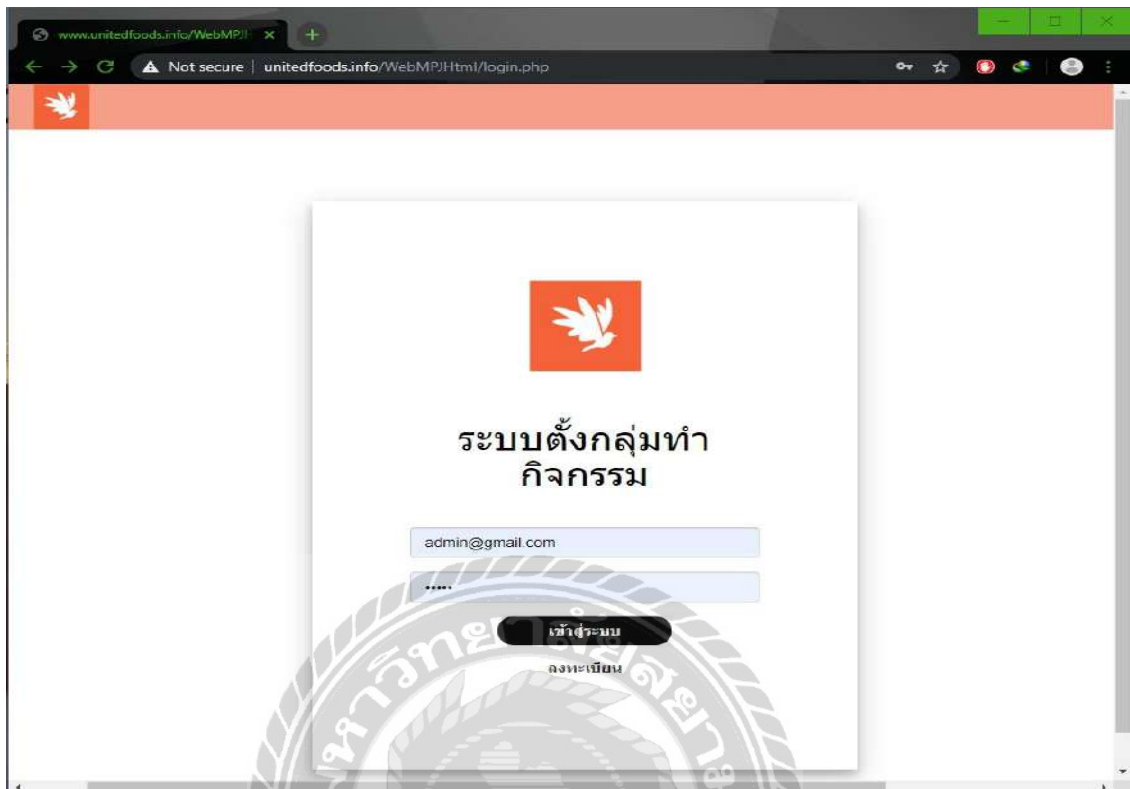 www.unitedfoods.info/WebMPJH
Not secure | unitedfoods.info/WebMPJHtml/login.php
ระบบตั้งกลุ่มทำ
กิจกรรม
admin@gmail.com
•••••
เข้าสู่ระบบ
ลงทะเบียน